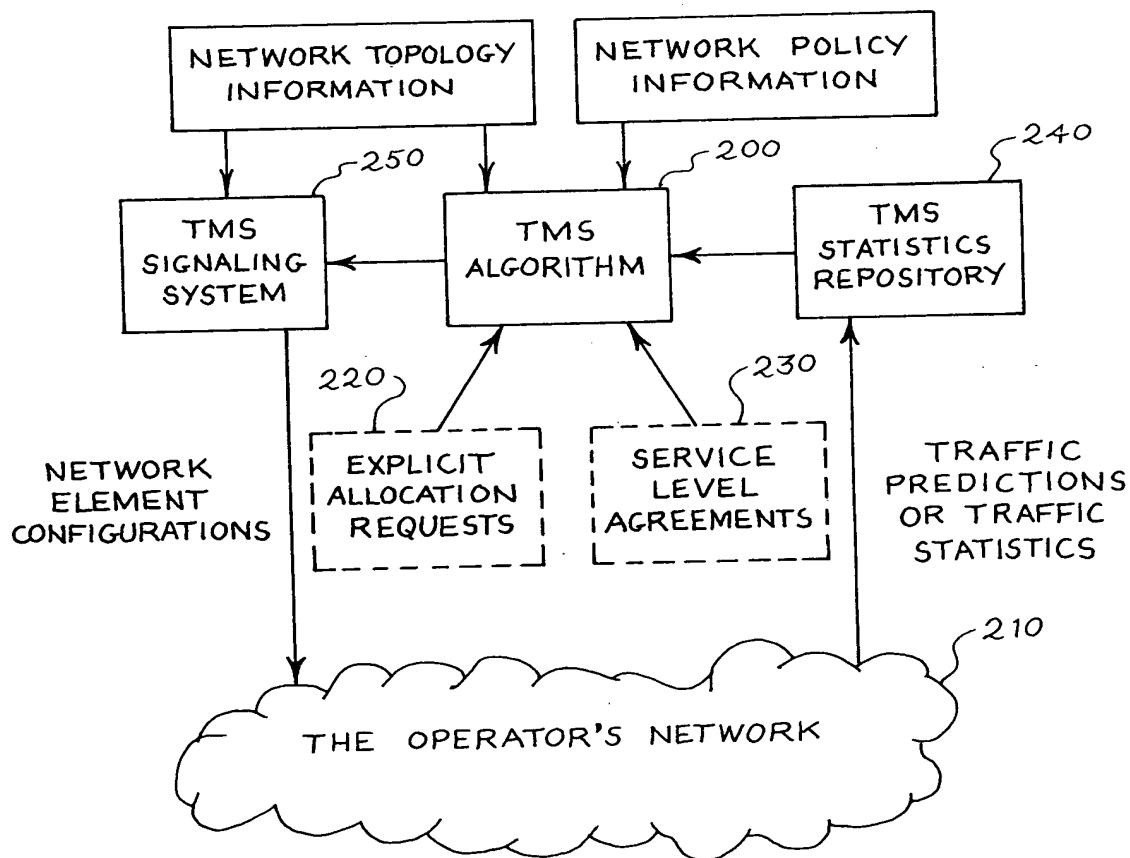 NETWORK TOPOLOGY
INFORMATION
NETWORK POLICY
INFORMATION
250
200
240
TMS
SIGNALING
SYSTEM
TMS
ALGORITHM
TMS
STATISTICS
REPOSITORY
220
230
NETWORK
ELEMENT
CONFIGURATIONS
EXPLICIT
ALLOCATION
REQUESTS
SERVICE
LEVEL
AGREEMENTS
TRAFFIC
PREDICTIONS
OR TRAFFIC
STATISTICS
210
THE OPERATOR'S NETWORK